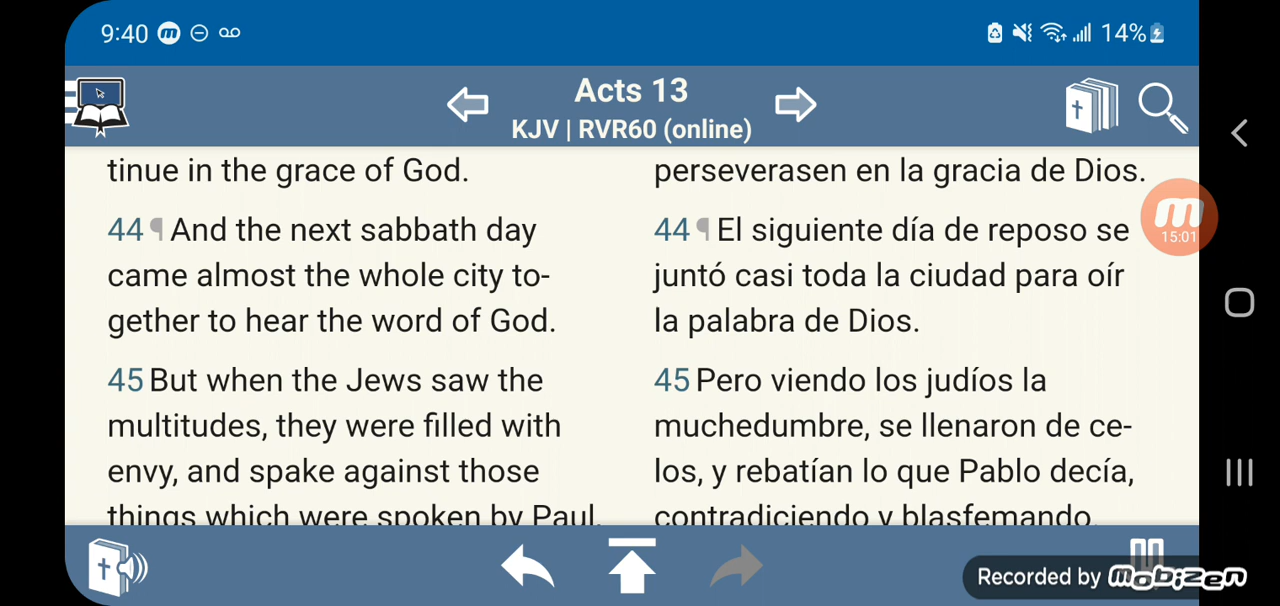 9:40
14%
Acts 13
KJV | RVR60 (online)
tinue in the grace of God.
44 ¶ And the next sabbath day
came almost the whole city to-
gether to hear the word of God.
45 But when the Jews saw the
multitudes, they were filled with
envy, and spake against those
things which were spoken by Paul,
perseverasen en la gracia de Dios.
44 ¶ El siguiente día de reposo se
juntó casi toda la ciudad para oír
la palabra de Dios.
45 Pero viendo los judíos la
muchedumbre, se llenaron de ce-
los, y rebatían lo que Pablo decía,
contradiciendo y blasfemando.
15:01
Recorded by Mobizen